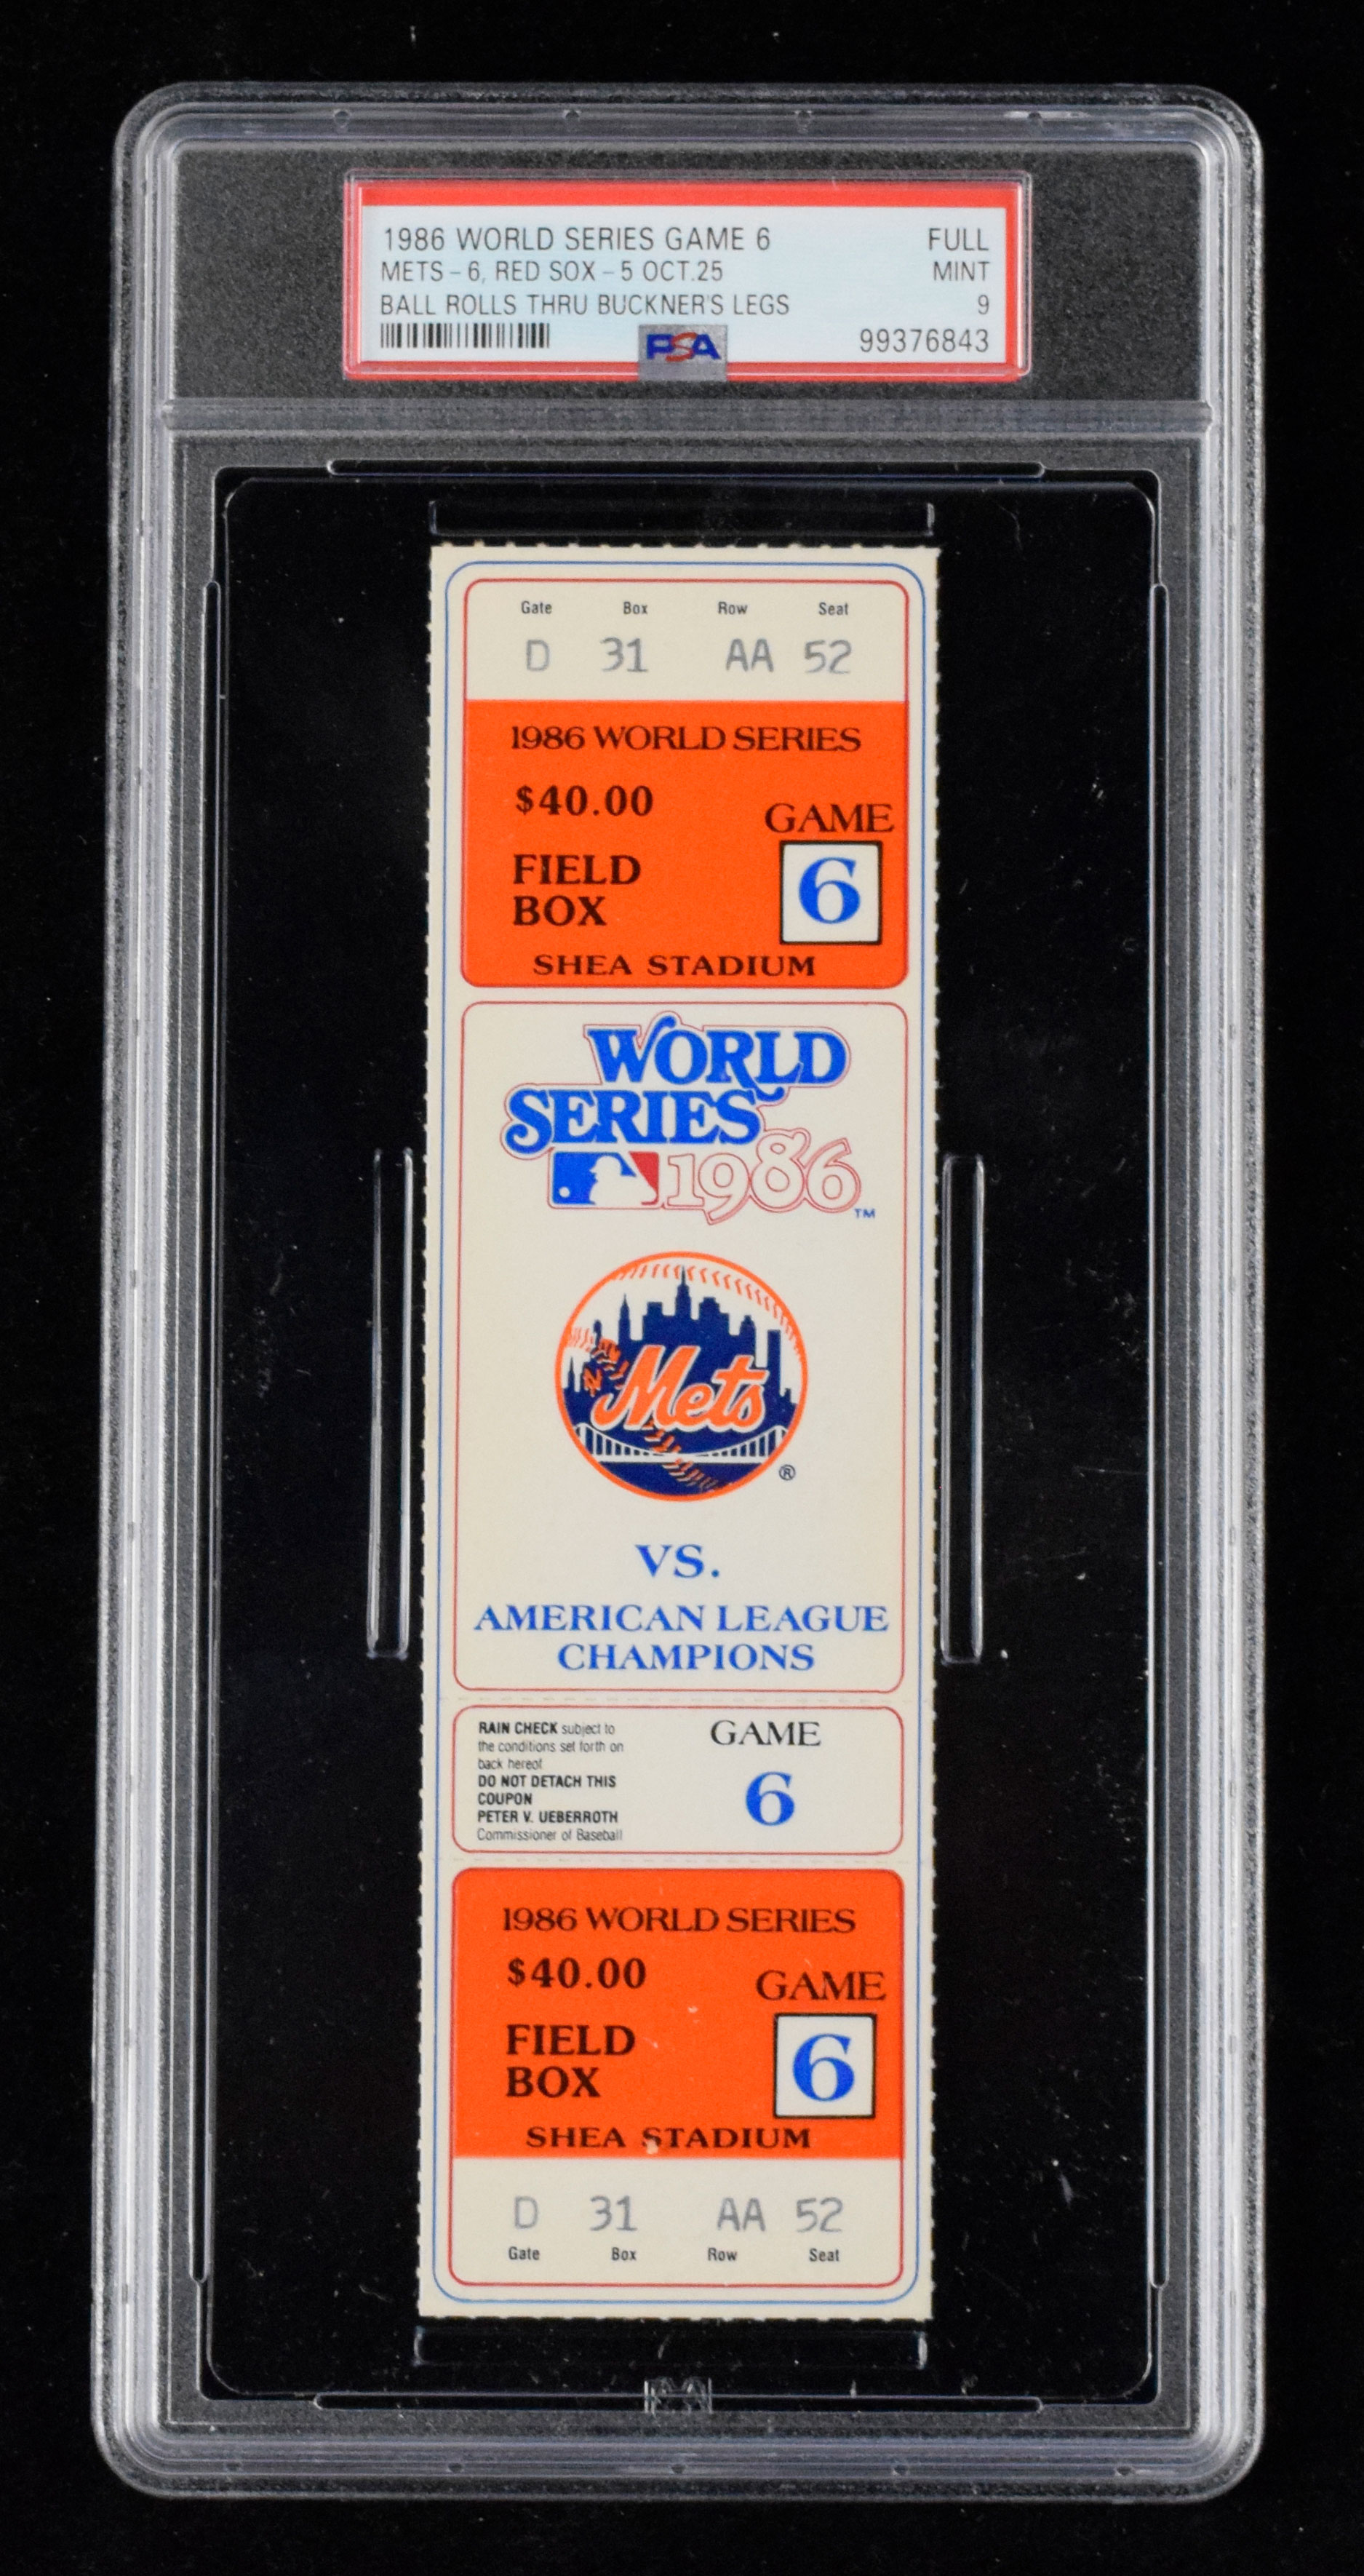 1986 WORLD SERIES GAME 6 FULL
METS - 6, RED SOX - 5 OCT.25 MINT
BALL ROLLS THRU BUCKNER'S LEGS 9
PSA 99376843
Gate Box Row Seat
D 31 AA 52
1986 WORLD SERIES
$40.00
GAME
6
FIELD
BOX
SHEA STADIUM
WORLD
SERIES
1986
TM
Mets
®
VS.
AMERICAN LEAGUE
CHAMPIONS
RAIN CHECK subject to
the conditions set forth on
back hereof
DO NOT DETACH THIS
COUPON
PETER V. UEBERROTH
Commissioner of Baseball
GAME
6
1986 WORLD SERIES
$40.00
GAME
6
FIELD
BOX
SHEA STADIUM
D 31 AA 52
Gate Box Row Seat